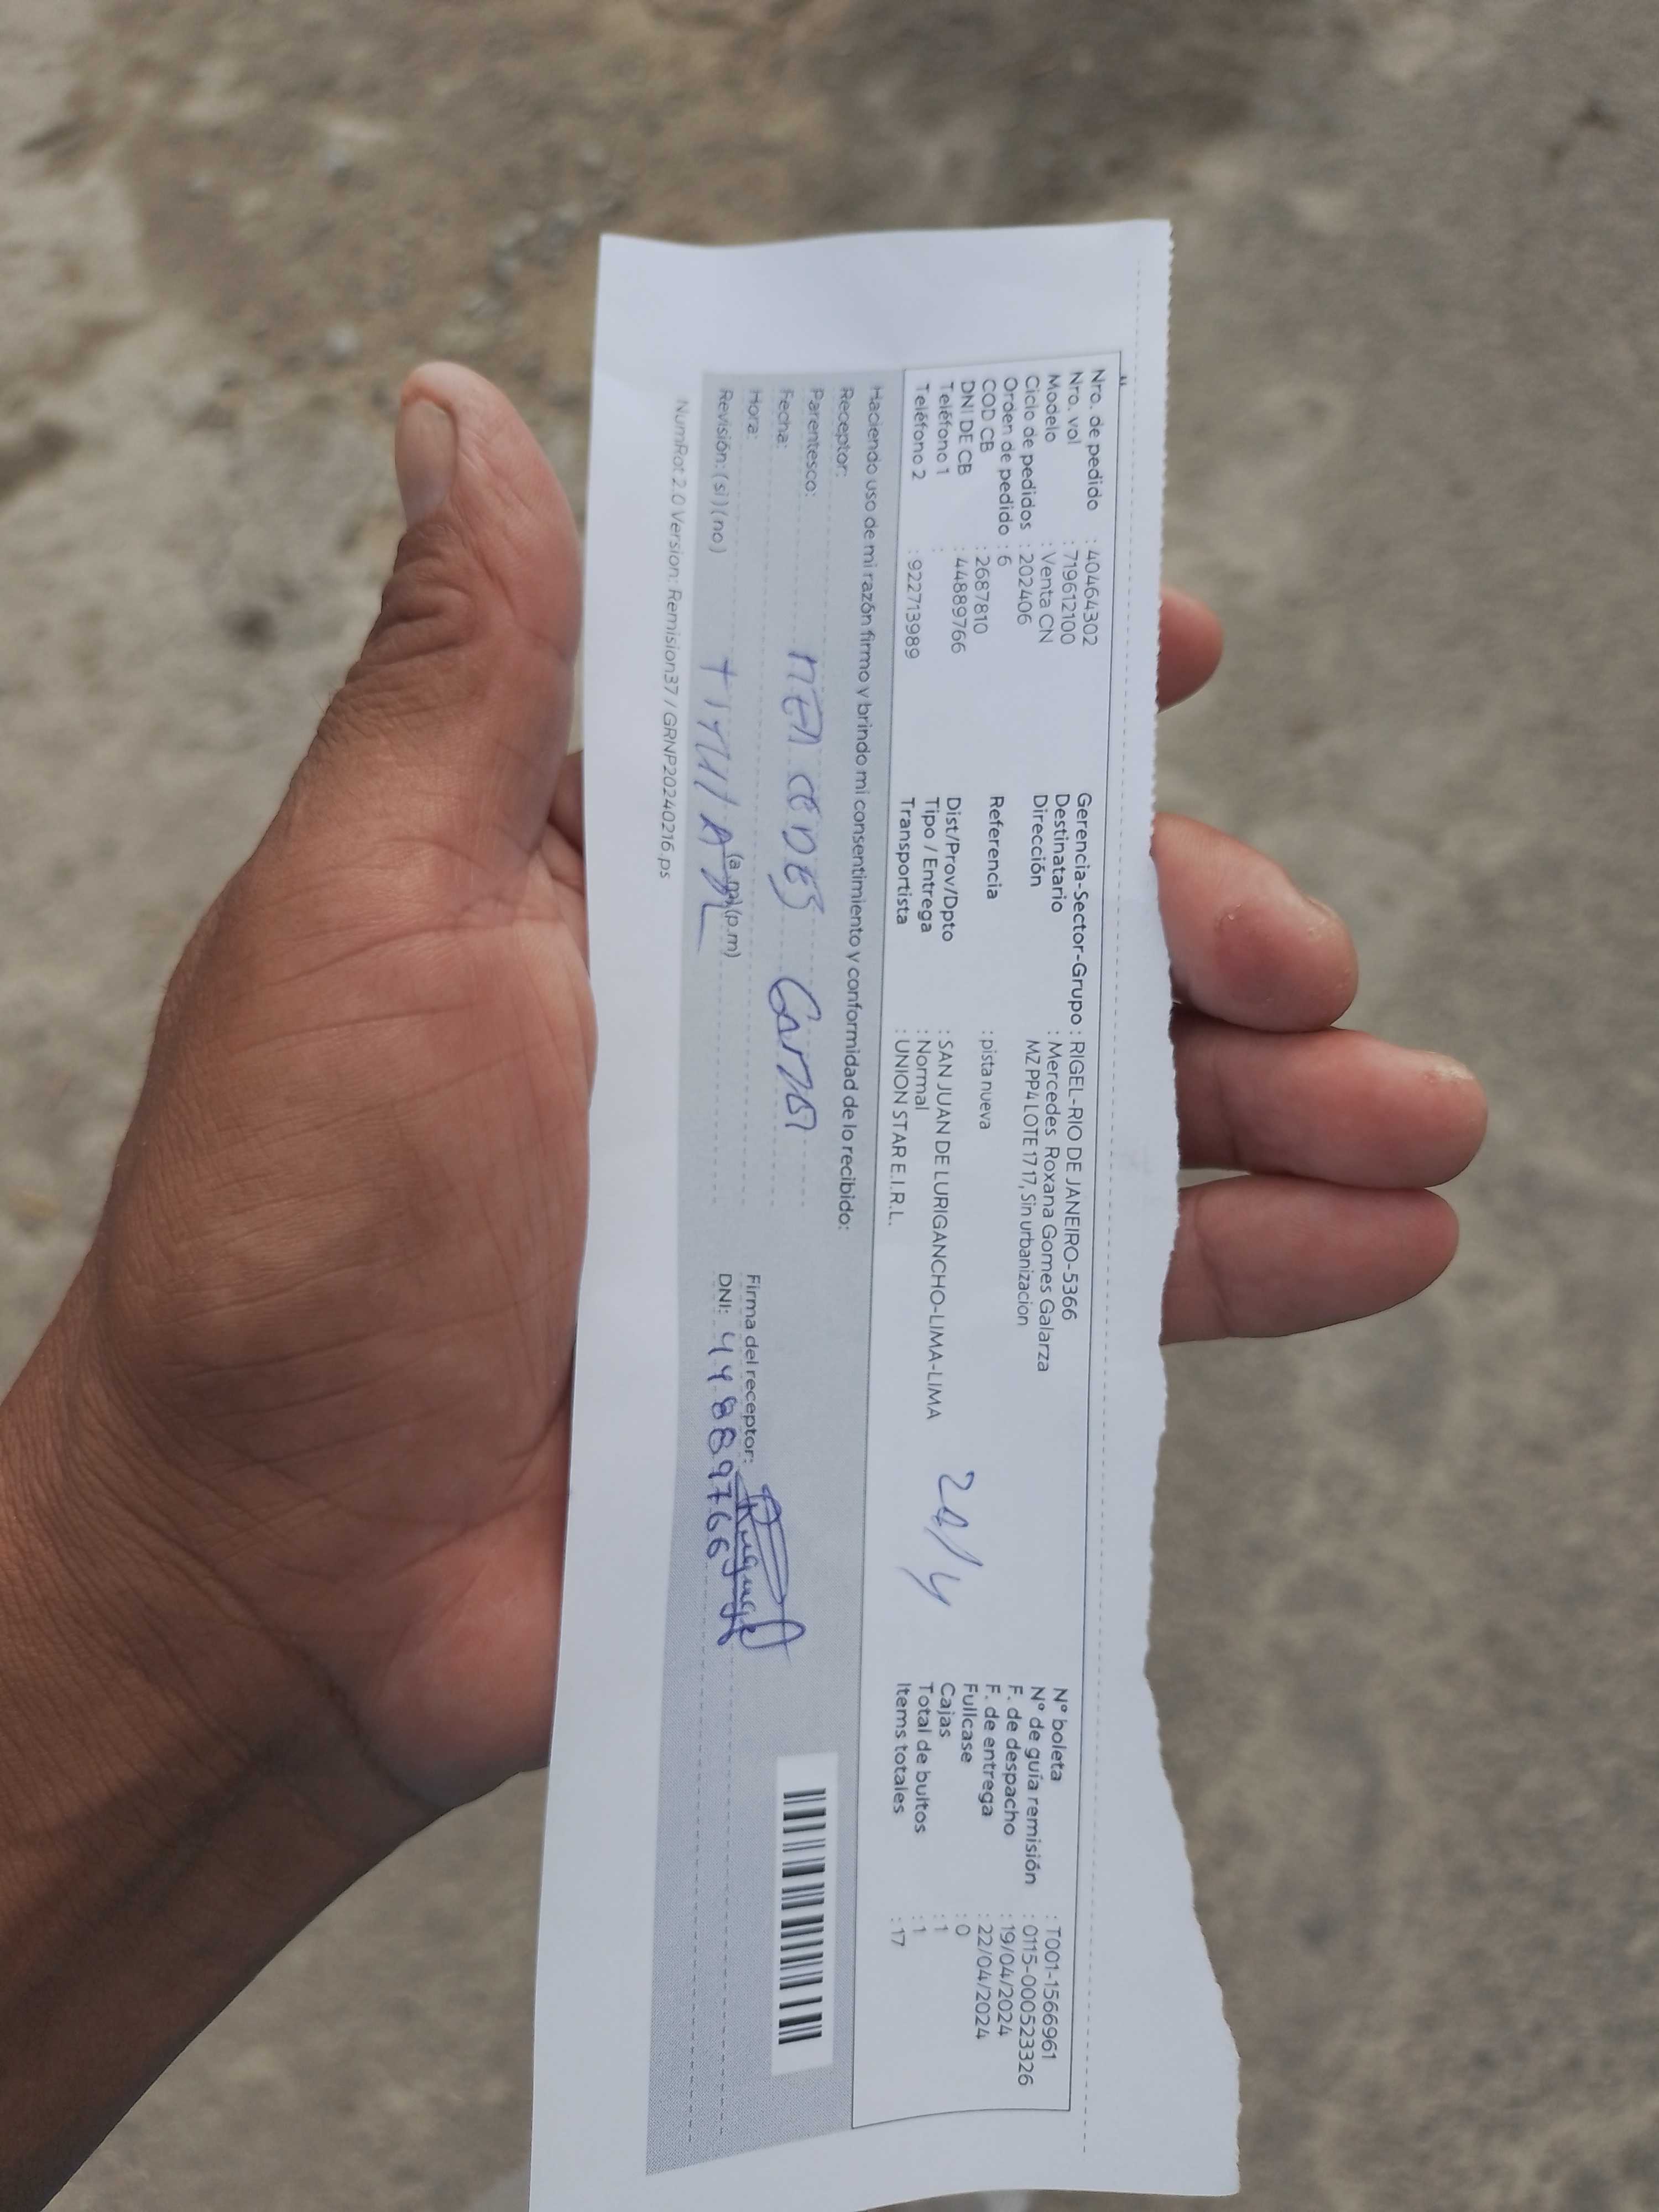 Nro. de pedido : 40464302
Nro. vol : 719612100
Modelo : Venta CN
Ciclo de pedidos : 202406
Orden de pedido : 6
COD CB : 2687810
DNI DE CB : 44889766
Teléfono 1 :
Teléfono 2 : 922713989
Gerencia-Sector-Grupo : RIGEL-RIO DE JANEIRO-5366
Destinatario : Mercedes Roxana Gomes Galarza
Dirección : MZ PP4 LOTE 17 17, Sin urbanizacion
Referencia : pista nueva
Dist/Prov/Dpto : SAN JUAN DE LURIGANCHO-LIMA-LIMA
Tipo / Entrega : Normal
Transportista : UNION STAR E.I.R.L.
24/4
N° boleta : T001-1566961
N° de guía remisión : 0115-000523326
F. de despacho : 19/04/2024
F. de entrega : 22/04/2024
Fullcase : 0
Cajas : 1
Total de bultos : 1
Items totales : 17
Haciendo uso de mi razón firmo y brindo mi consentimiento y conformidad de lo recibido:
Receptor:
Parentesco:
Fecha:
Hora: (a.m) (p.m)
Revisión: (si) (no)
titular
Firma del receptor:
DNI: 44889766
NumRot 2.0 Version: Remision37 / GRNP20240216.ps